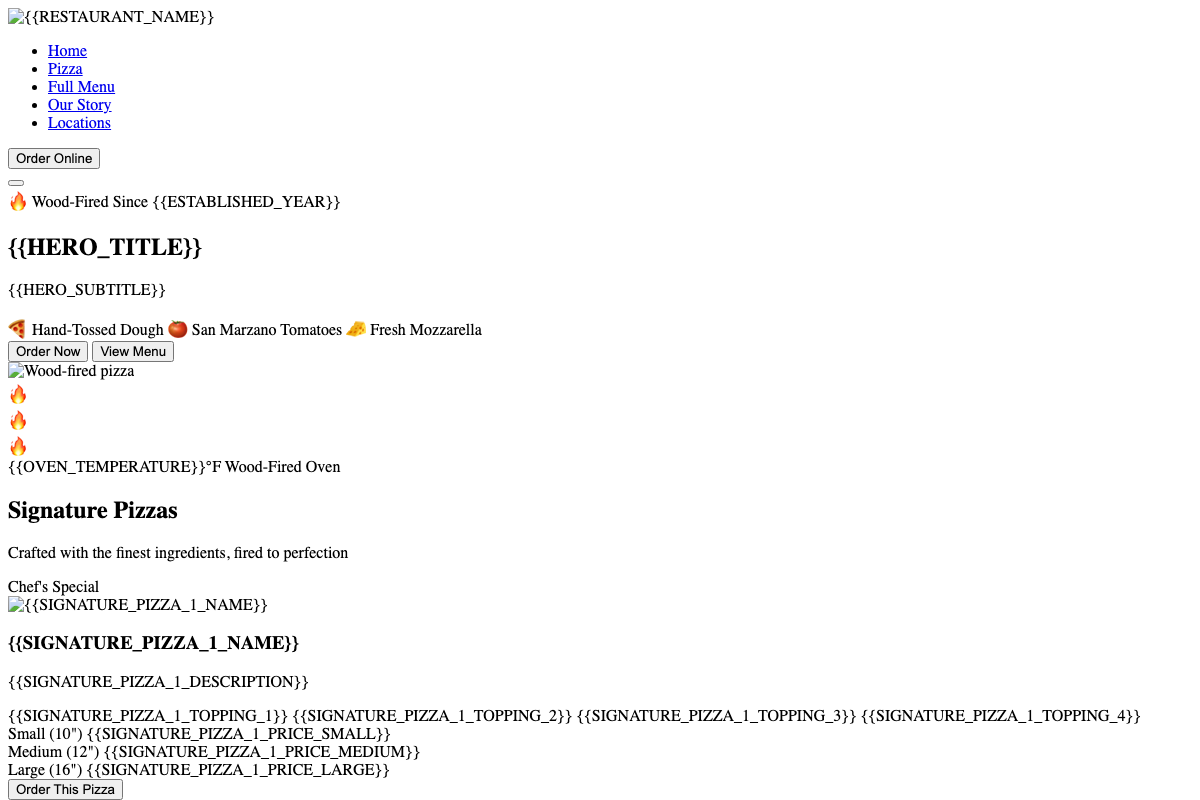 {{RESTAURANT_NAME}}
Home
Pizza
Full Menu
Our Story
Locations
Order Online
🔥 Wood-Fired Since {{ESTABLISHED_YEAR}}
{{HERO_TITLE}}
{{HERO_SUBTITLE}}
🍕 Hand-Tossed Dough 🍅 San Marzano Tomatoes 🧀 Fresh Mozzarella
Order Now View Menu
Wood-fired pizza
🔥
🔥
🔥
{{OVEN_TEMPERATURE}}°F Wood-Fired Oven
Signature Pizzas
Crafted with the finest ingredients, fired to perfection
Chef's Special
{{SIGNATURE_PIZZA_1_NAME}}
{{SIGNATURE_PIZZA_1_NAME}}
{{SIGNATURE_PIZZA_1_DESCRIPTION}}
{{SIGNATURE_PIZZA_1_TOPPING_1}} {{SIGNATURE_PIZZA_1_TOPPING_2}} {{SIGNATURE_PIZZA_1_TOPPING_3}} {{SIGNATURE_PIZZA_1_TOPPING_4}}
Small (10") {{SIGNATURE_PIZZA_1_PRICE_SMALL}}
Medium (12") {{SIGNATURE_PIZZA_1_PRICE_MEDIUM}}
Large (16") {{SIGNATURE_PIZZA_1_PRICE_LARGE}}
Order This Pizza